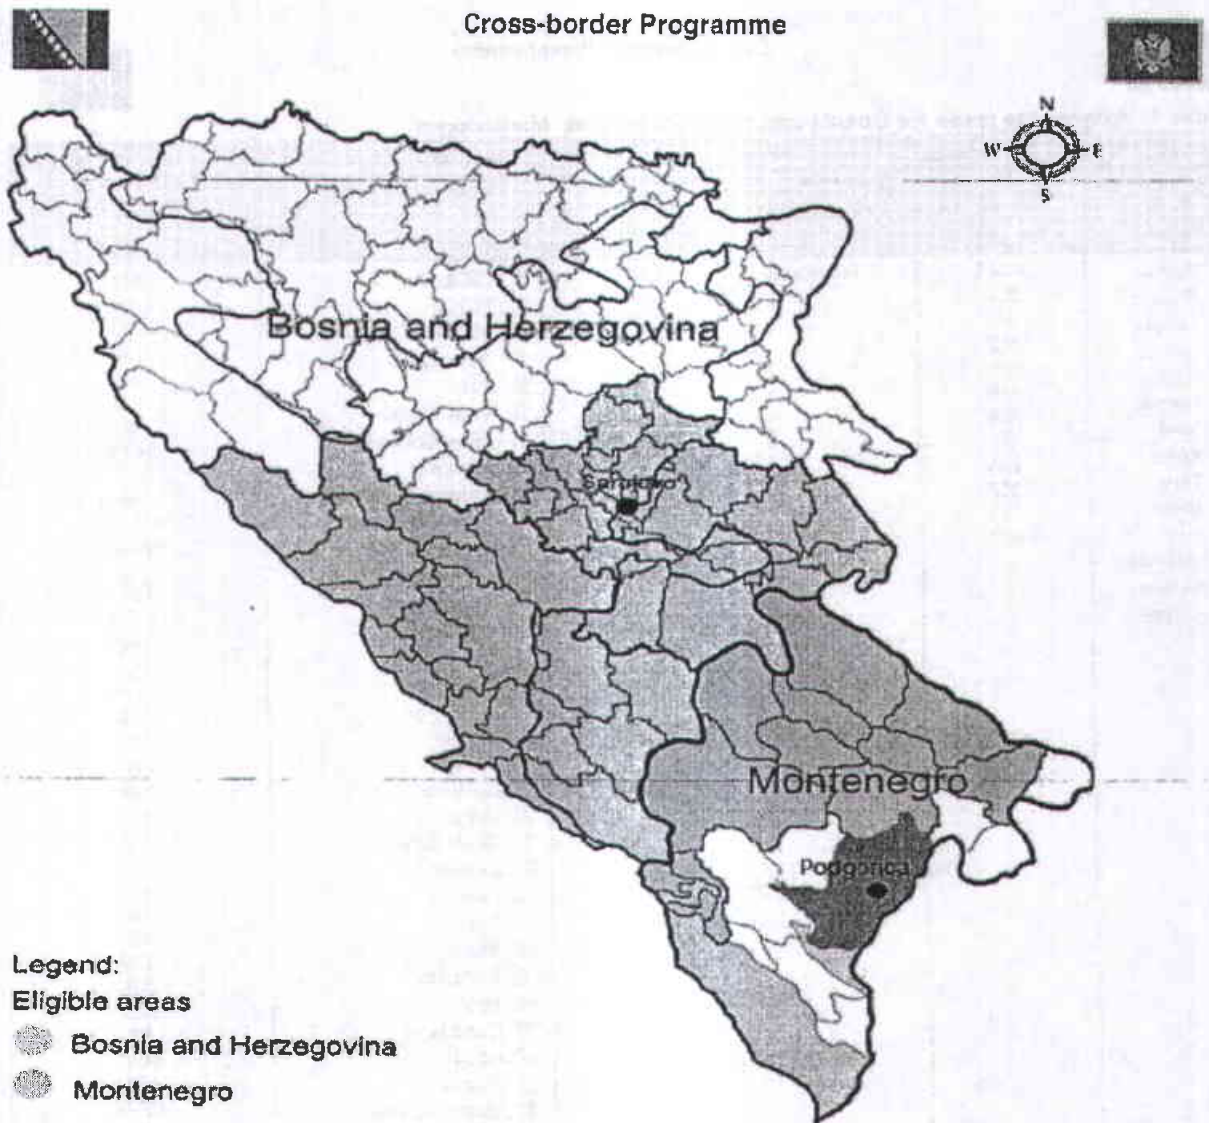 Cross-border Programme
N
W
E
S
Bosnia and Herzegovina
Sarajevo
Montenegro
Podgorica
Legend:
Eligible areas
Bosnia and Herzegovina
Montenegro